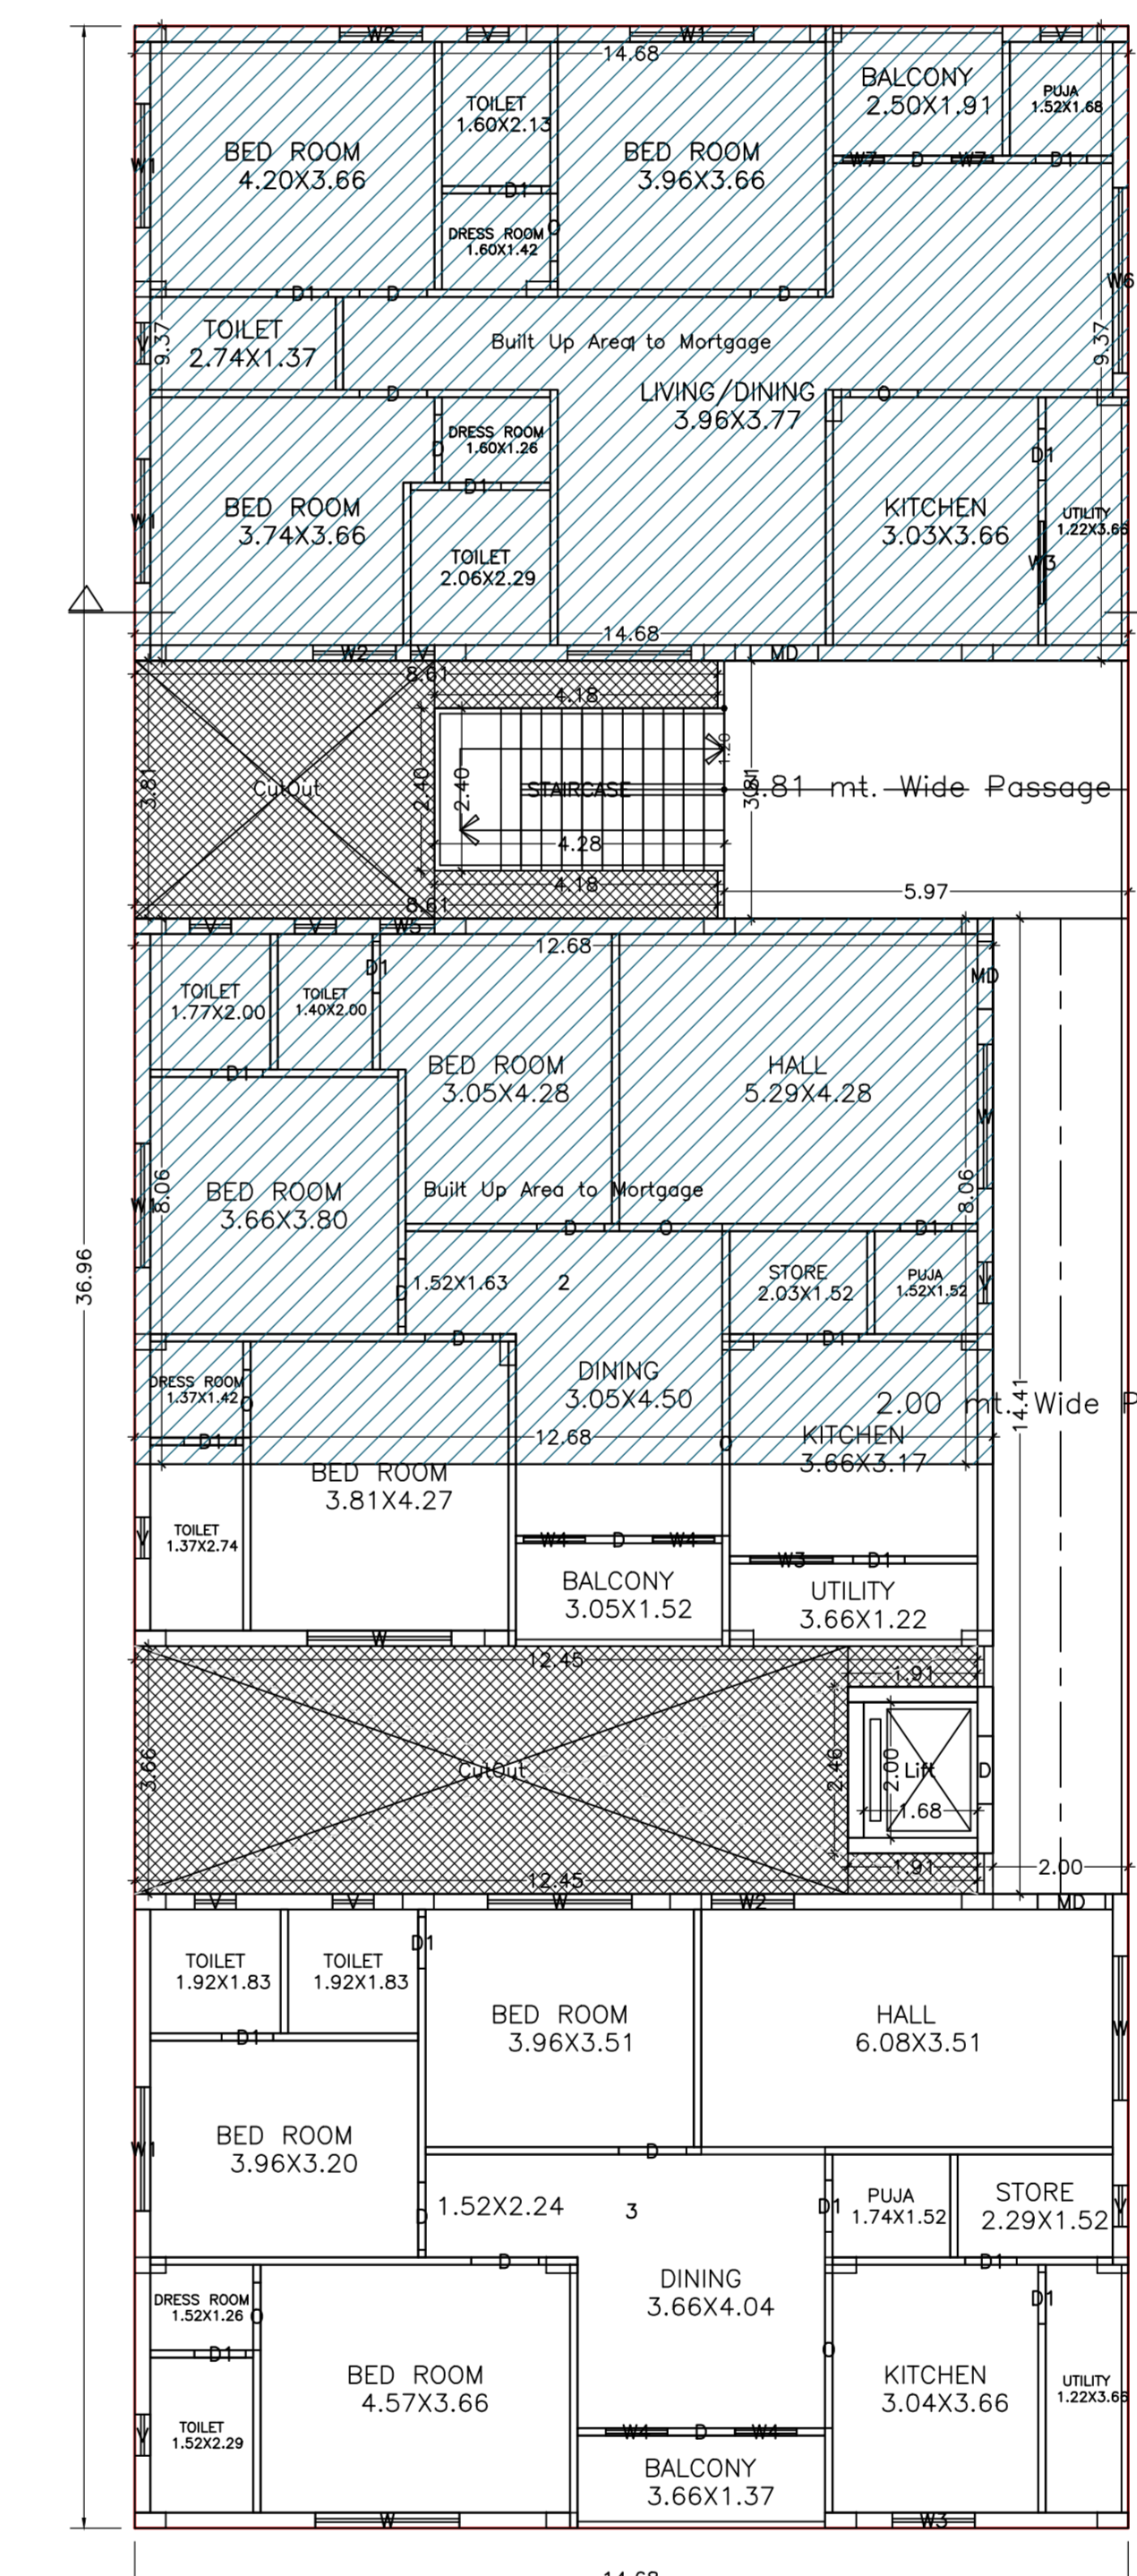 W2
V
W1
V
14.68
BALCONY
2.50X1.91
PUJA
1.52X1.68
TOILET
1.60X2.13
BED ROOM
4.20X3.66
BED ROOM
3.96X3.66
W1
W7
D
W7
D1
D1
DRESS ROOM
1.60X1.42
O
W6
D1
D
D
TOILET
2.74X1.37
V
9.37
9.37
Built Up Area to Mortgage
1
LIVING/DINING
3.96X3.77
D
O
DRESS ROOM
1.60X1.26
D
D1
D1
BED ROOM
3.74X3.66
W1
KITCHEN
3.03X3.66
UTILITY
1.22X3.66
TOILET
2.06X2.29
W3
14.68
W2
V
MD
8.61
4.18
1.20
3.81
CutOut
2.40
2.40
STAIRCASE
3.81
3.81 mt. Wide Passage
4.28
4.18
5.97
8.61
V
V
W5
12.68
D1
MD
TOILET
1.77X2.00
TOILET
1.40X2.00
BED ROOM
3.05X4.28
HALL
5.29X4.28
D1
W
BED ROOM
3.66X3.80
W1
8.06
8.06
Built Up Area to Mortgage
D
O
D1
36.96
1.52X1.63
2
STORE
2.03X1.52
PUJA
1.52X1.52
V
D
D
D1
DINING
3.05X4.50
DRESS ROOM
1.37X1.42
O
14.41
2.00 mt. Wide P
12.68
D1
O
KITCHEN
3.66X3.17
BED ROOM
3.81X4.27
TOILET
1.37X2.74
V
W4
D
W4
W3
D1
BALCONY
3.05X1.52
UTILITY
3.66X1.22
W
12.45
1.91
3.66
CutOut
2.46
2.00
Lift
D
1.68
1.91
2.00
12.45
V
V
W
W2
MD
D1
TOILET
1.92X1.83
TOILET
1.92X1.83
BED ROOM
3.96X3.51
HALL
6.08X3.51
W
D1
BED ROOM
3.96X3.20
W1
D
1.52X2.24
3
D
D1
PUJA
1.74X1.52
STORE
2.29X1.52
V
D
D1
DINING
3.66X4.04
DRESS ROOM
1.52X1.26
O
D1
D1
O
BED ROOM
4.57X3.66
KITCHEN
3.04X3.66
UTILITY
1.22X3.66
TOILET
1.52X2.29
V
W4
D
W4
BALCONY
3.66X1.37
W
W3
14.68